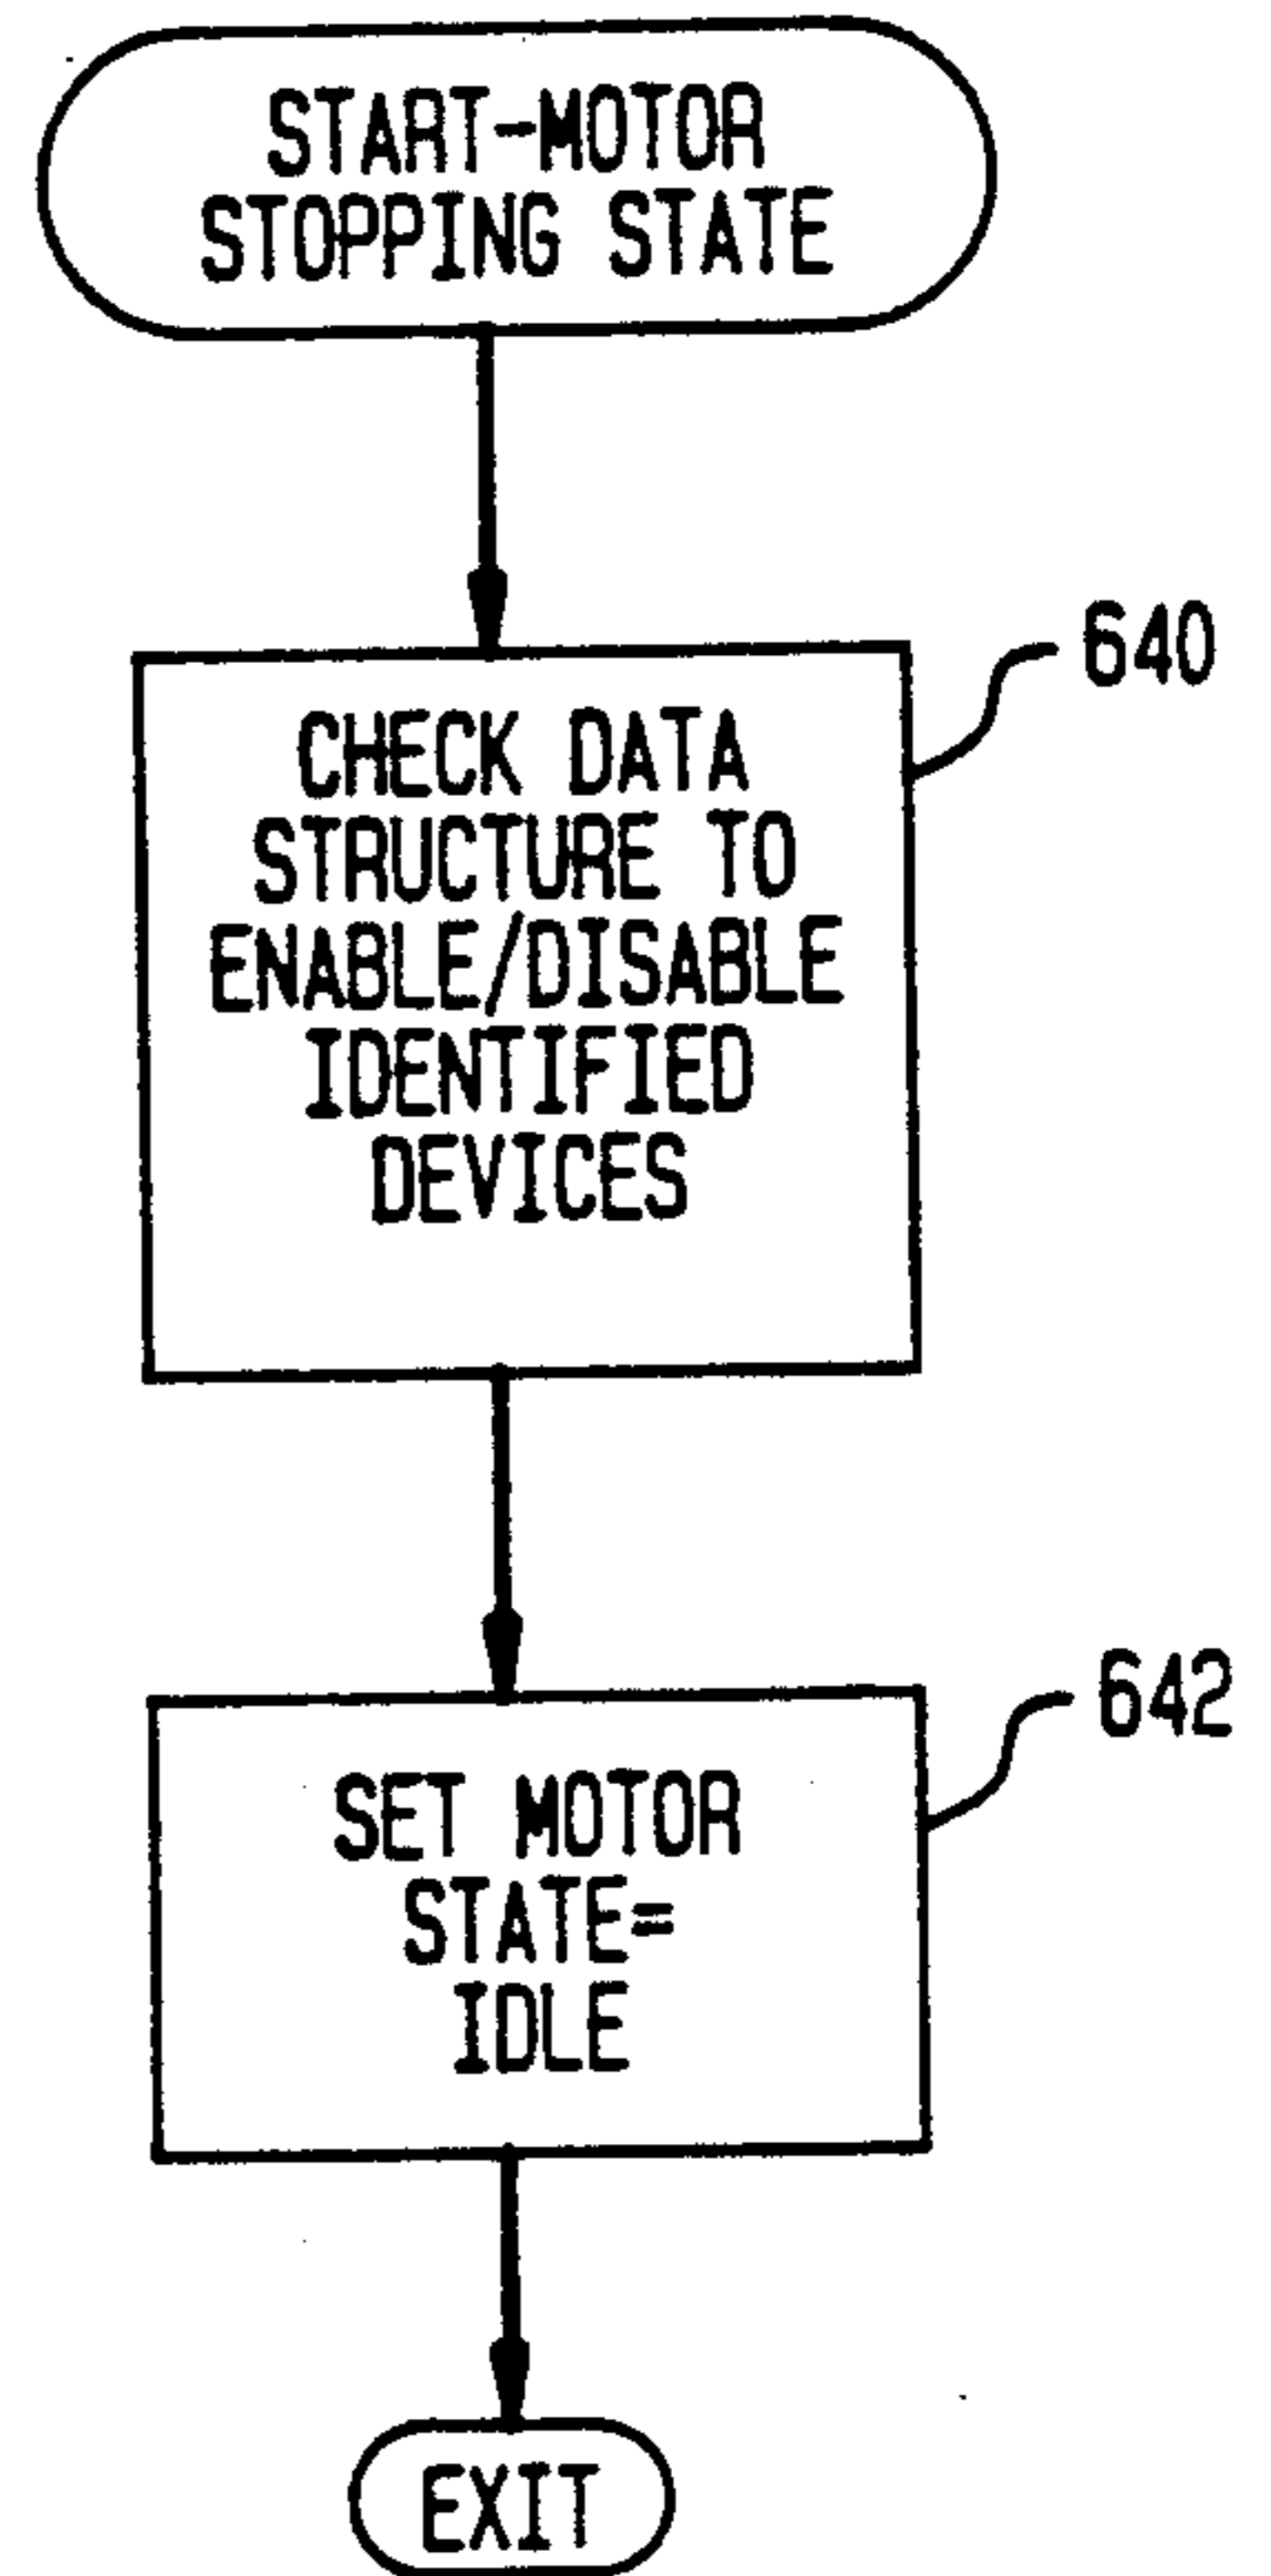 START-MOTOR
STOPPING STATE
640
CHECK DATA
STRUCTURE TO
ENABLE/DISABLE
IDENTIFIED
DEVICES
642
SET MOTOR
STATE=
IDLE
EXIT